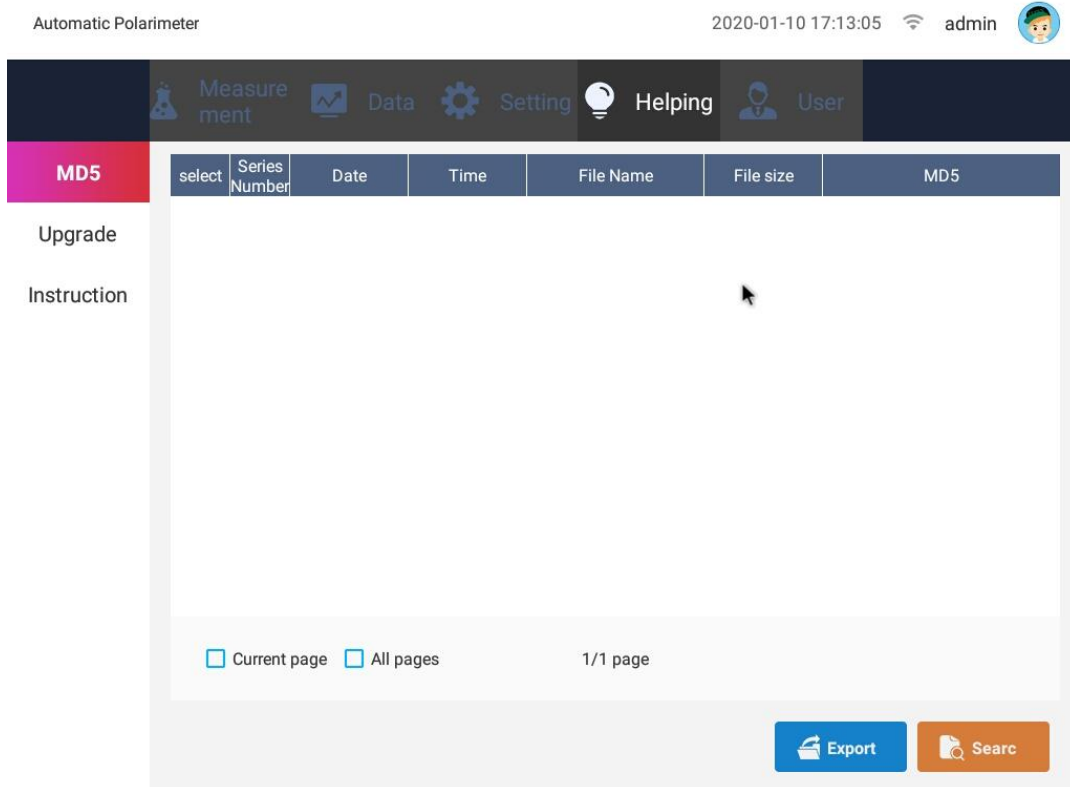 Automatic Polarimeter 2020-01-10 17:13:05 admin
Measure
ment
Data
Setting
Helping
User
MD5
Upgrade
Instruction
select
Series
Number
Date
Time
File Name
File size
MD5
Current page
All pages
1/1 page
Export
Searc